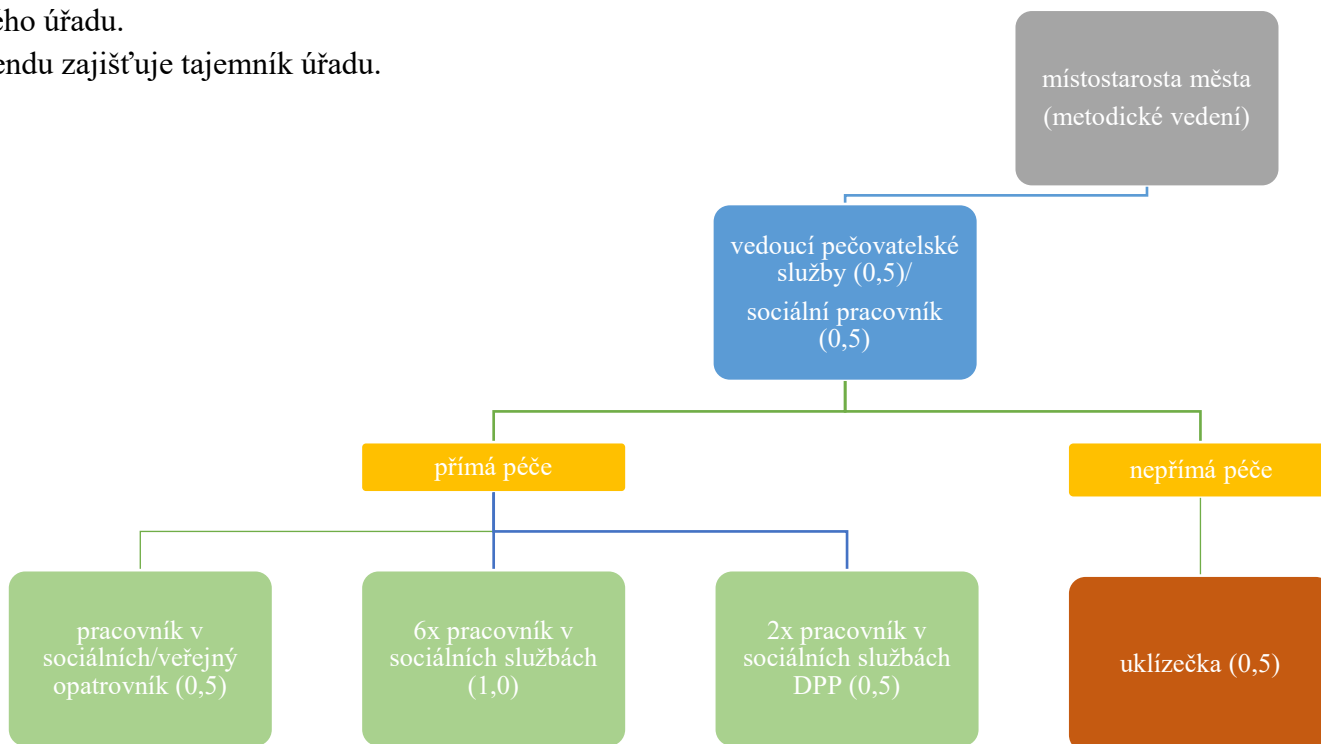 ého úřadu.
endu zajišťuje tajemník úřadu.
místostarosta města
(metodické vedení)
vedoucí pečovatelské
služby (0,5)/
sociální pracovník
(0,5)
přímá péče
nepřímá péče
pracovník v
sociálních/veřejný
opatrovník (0,5)
6x pracovník v
sociálních službách
(1,0)
2x pracovník v
sociálních službách
DPP (0,5)
uklízečka (0,5)